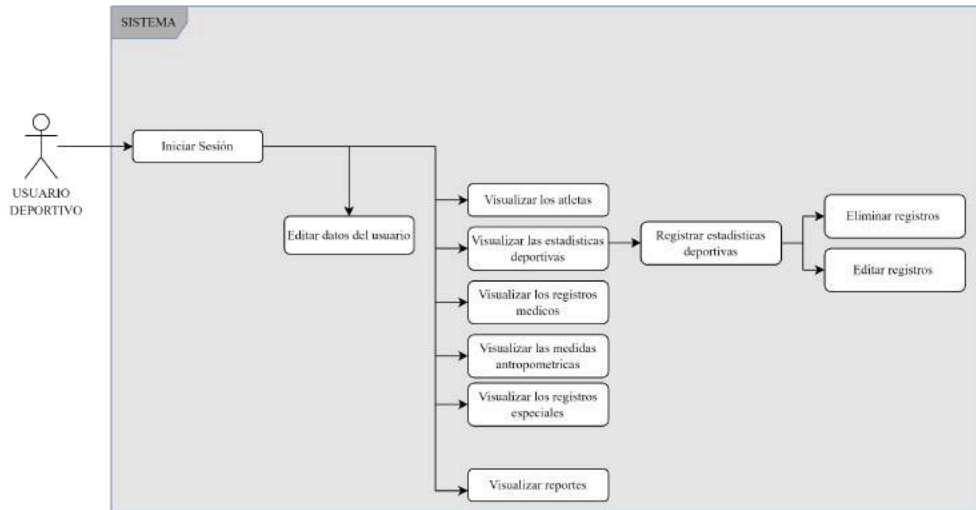 SISTEMA
Iniciar Sesión
USUARIO
DEPORTIVO
Editar datos del usuario
Visualizar los atletas
Visualizar las estadisticas
deportivas
Registrar estadisticas
deportivas
Eliminar registros
Editar registros
Visualizar los registros
medicos
Visualizar las medidas
antropometricas
Visualizar los registros
especiales
Visualizar reportes